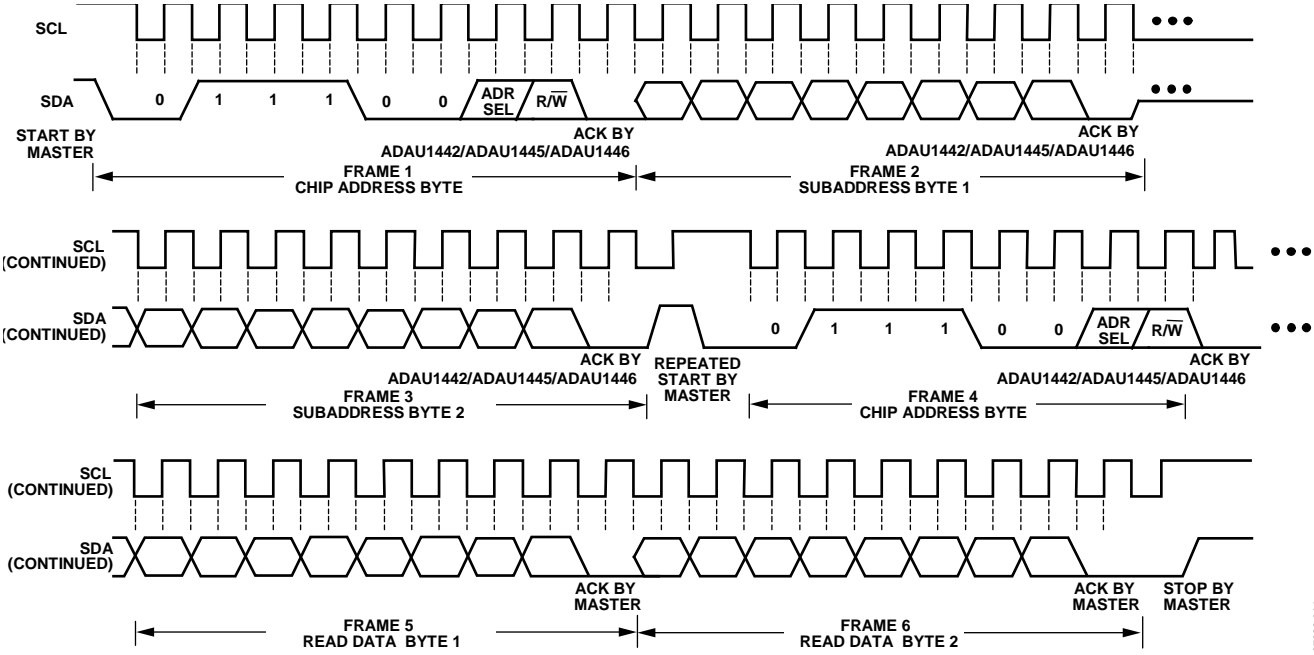 SCL
SDA
0 1 1 1 0 0 ADR SEL R/W
START BY
MASTER
ACK BY
ADAU1442/ADAU1445/ADAU1446
ACK BY
ADAU1442/ADAU1445/ADAU1446
FRAME 1
CHIP ADDRESS BYTE
FRAME 2
SUBADDRESS BYTE 1
SCL
(CONTINUED)
SDA
(CONTINUED)
0 1 1 1 0 0 ADR SEL R/W
ACK BY
ADAU1442/ADAU1445/ADAU1446
REPEATED
START BY
MASTER
ACK BY
ADAU1442/ADAU1445/ADAU1446
FRAME 3
SUBADDRESS BYTE 2
FRAME 4
CHIP ADDRESS BYTE
SCL
(CONTINUED)
SDA
(CONTINUED)
ACK BY
MASTER
ACK BY
MASTER
STOP BY
MASTER
FRAME 5
READ DATA BYTE 1
FRAME 6
READ DATA BYTE 2